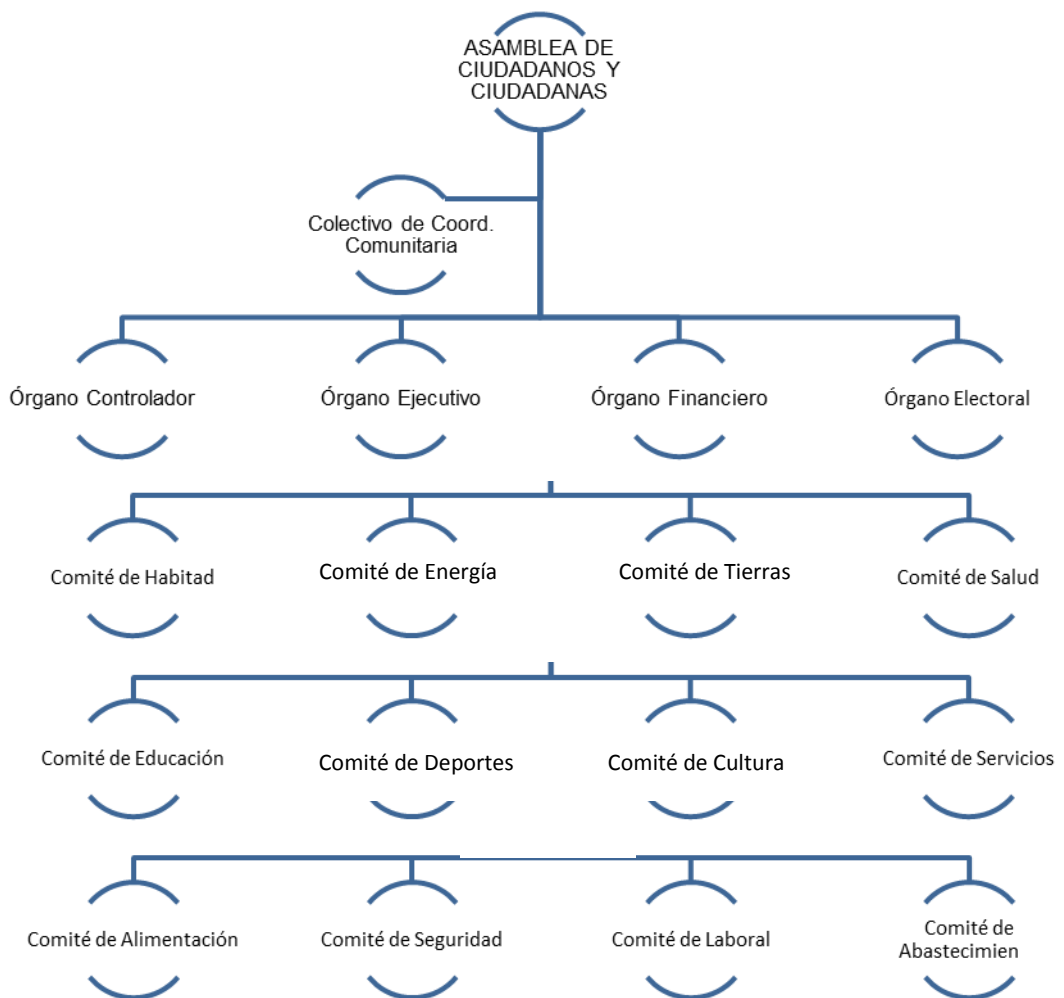 ASAMBLEA DE
CIUDADANOS Y
CIUDADANAS
Colectivo de Coord.
Comunitaria
Órgano Controlador
Órgano Ejecutivo
Órgano Financiero
Órgano Electoral
Comité de Habitad
Comité de Energía
Comité de Tierras
Comité de Salud
Comité de Educación
Comité de Deportes
Comité de Cultura
Comité de Servicios
Comité de Alimentación
Comité de Seguridad
Comité de Laboral
Comité de
Abastecimien